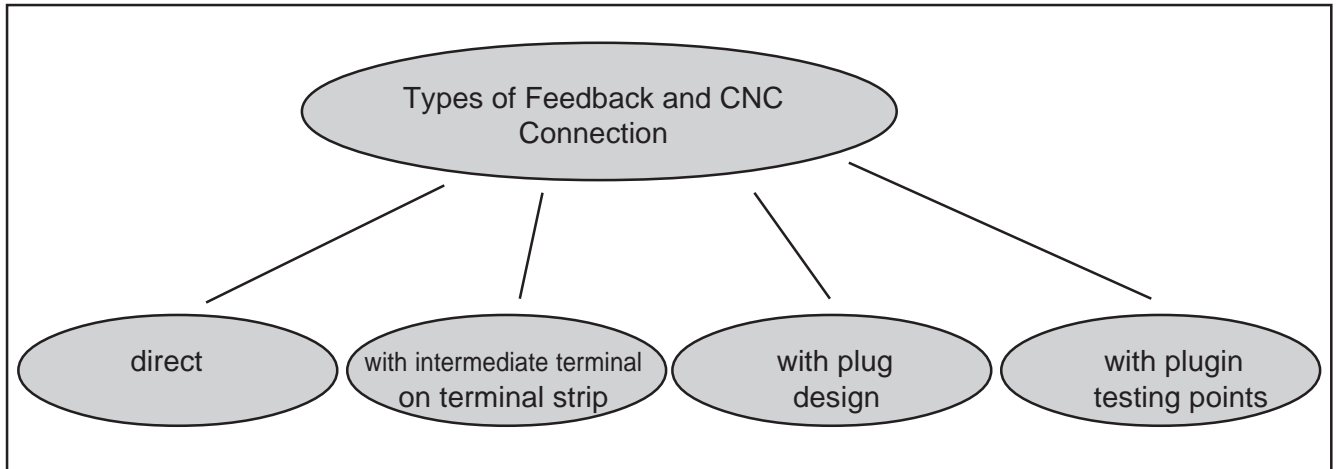 Types of Feedback and CNC
Connection
direct
with intermediate terminal
on terminal strip
with plug
design
with plugin
testing points